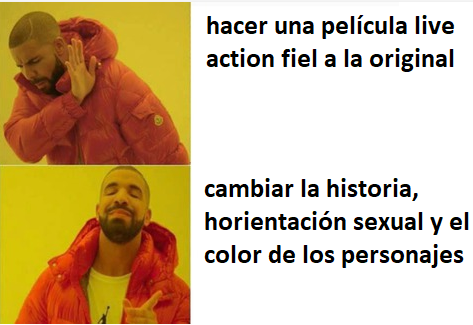 hacer una película live
action fiel a la original
cambiar la historia,
horientación sexual y el
color de los personajes